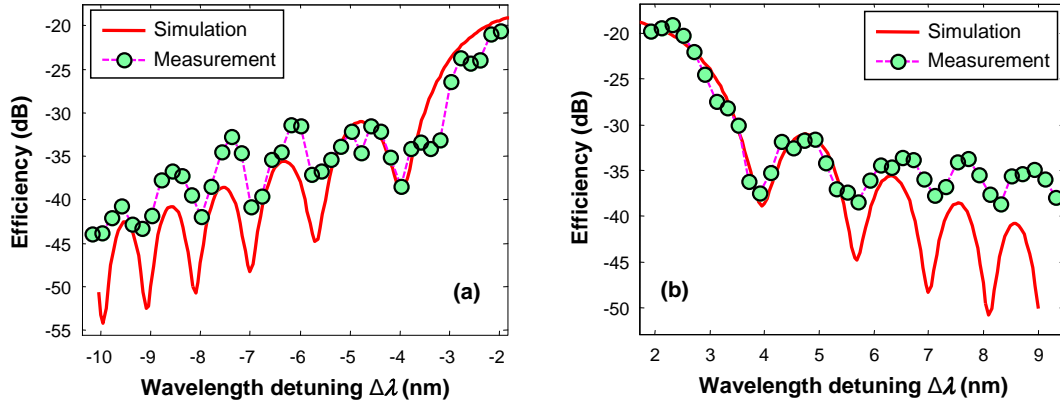 Simulation
Measurement
Efficiency (dB)
-20
-25
-30
-35
-40
-45
-50
-55
(a)
-10 -9 -8 -7 -6 -5 -4 -3 -2
Wavelength detuning Δλ (nm)
Simulation
Measurement
Efficiency (dB)
-20
-25
-30
-35
-40
-45
-50
(b)
2 3 4 5 6 7 8 9
Wavelength detuning Δλ (nm)